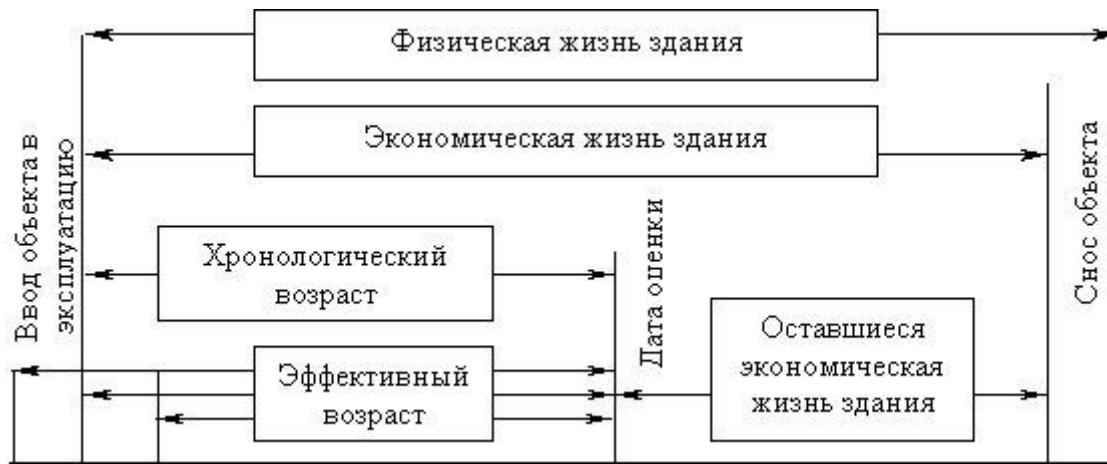 Физическая жизнь здания
Экономическая жизнь здания
Ввод объекта в
эксплуатацию
Хронологический
возраст
Эффективный
возраст
Дата оценки
Оставшиеся
экономическая
жизнь здания
Снос объекта